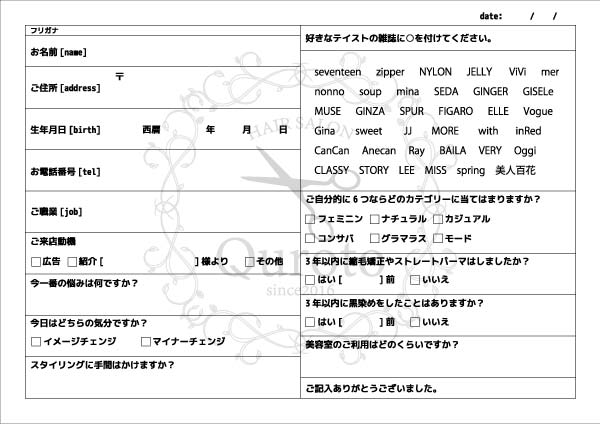 date: / /
フリガナ
お名前 [name]
ご住所 [address] 〒
生年月日 [birth] 西暦 年 月 日
お電話番号 [tel]
ご職業 [job]
ご来店動機
□広告 □紹介 [ ] 様より □その他
今一番の悩みは何ですか？
今日はどちらの気分ですか？
□イメージチェンジ □マイナーチェンジ
スタイリングに手間はかけますか？
好きなテイストの雑誌に○を付けてください。
seventeen zipper NYLON JELLY ViVi mer
nonno soup mina SEDA GINGER GISELe
MUSE GINZA SPUR FIGARO ELLE Vogue
Gina sweet JJ MORE with inRed
CanCan Anecan Ray BAILA VERY Oggi
CLASSY STORY LEE MISS spring 美人百花
ご自分的に 6 つならどのカテゴリーに当てはまりますか？
□フェミニン □ナチュラル □カジュアル
□コンサバ □グラマラス □モード
3 年以内に縮毛矯正やストレートパーマはしましたか？
□はい [ ] 前 □いいえ
3 年以内に黒染めをしたことはありますか？
□はい [ ] 前 □いいえ
美容室のご利用はどのくらいですか？
ご記入ありがとうございました。
HAIR SALON
Quroto
since2016